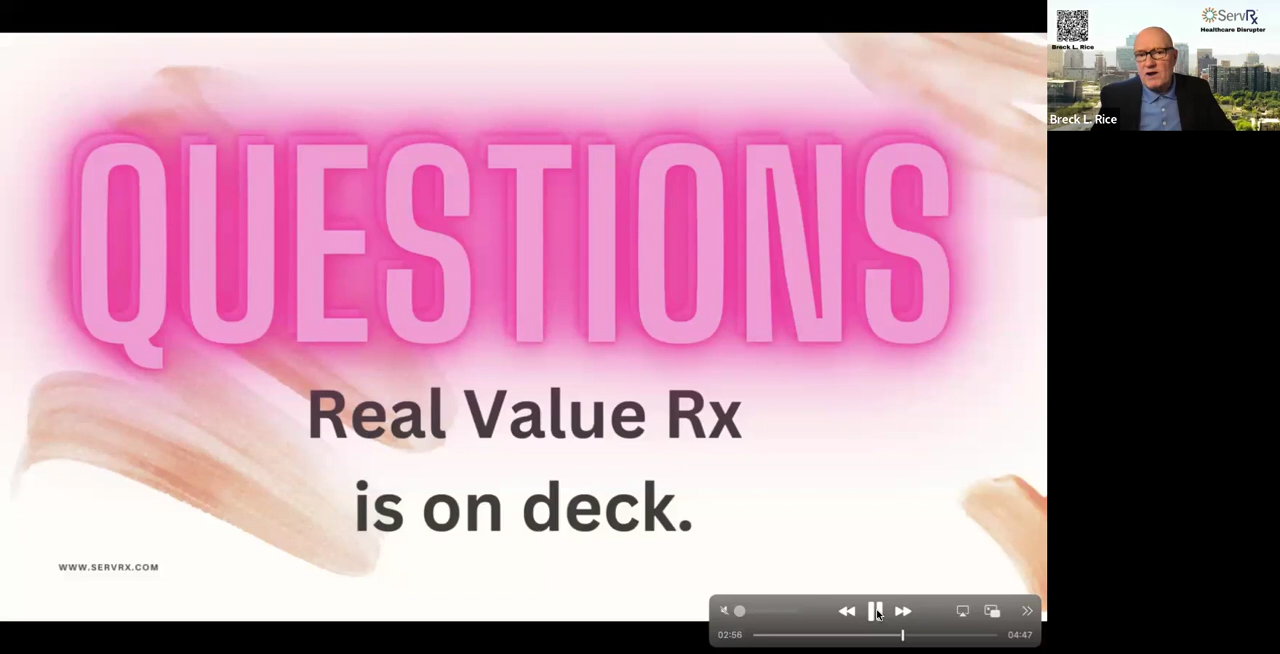 QUESTIONS
Real Value Rx
is on deck.
WWW.SERVRX.COM
Breck L. Rice
ServRx
Healthcare Disruptor
Breck L. Rice
02:56
04:47